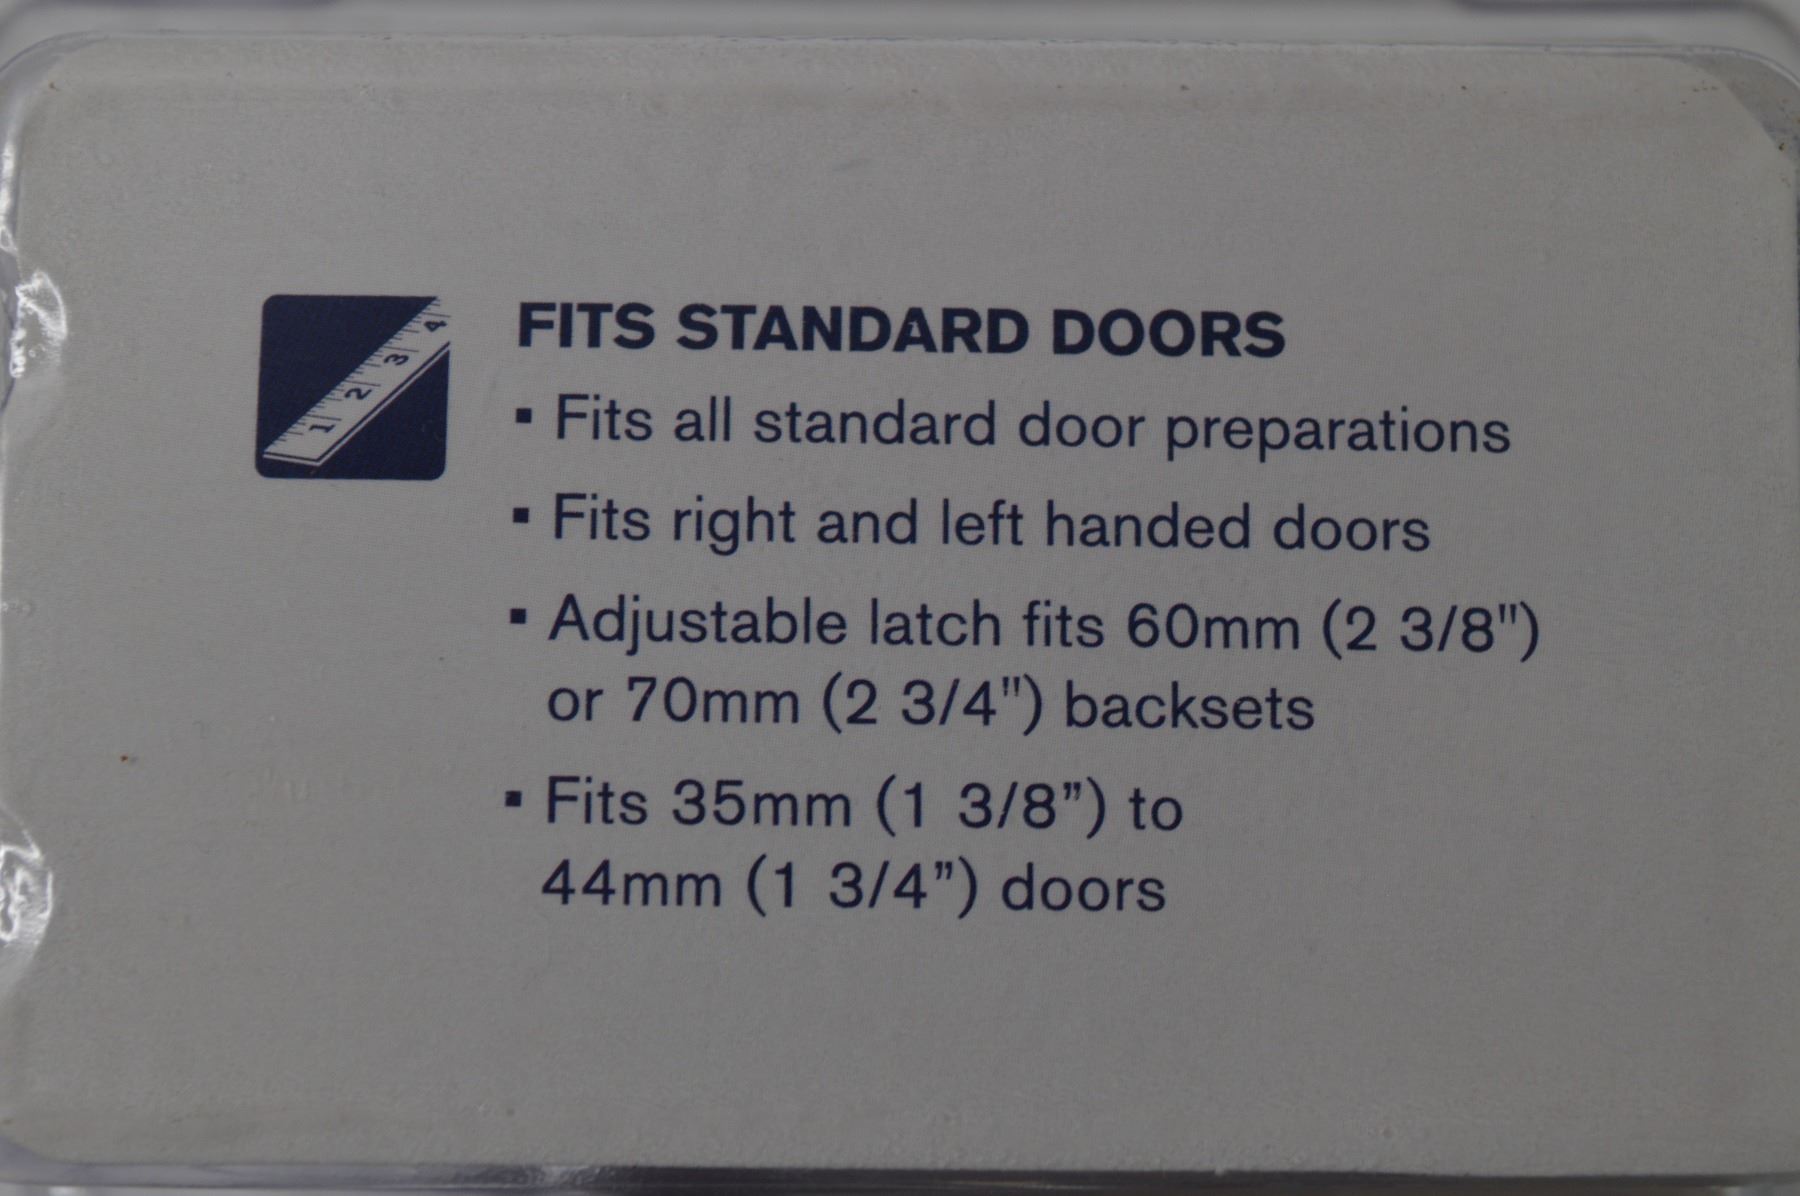 1 2 3 4
FITS STANDARD DOORS
▪ Fits all standard door preparations
▪ Fits right and left handed doors
▪ Adjustable latch fits 60mm (2 3/8")
or 70mm (2 3/4") backsets
▪ Fits 35mm (1 3/8”) to
44mm (1 3/4”) doors